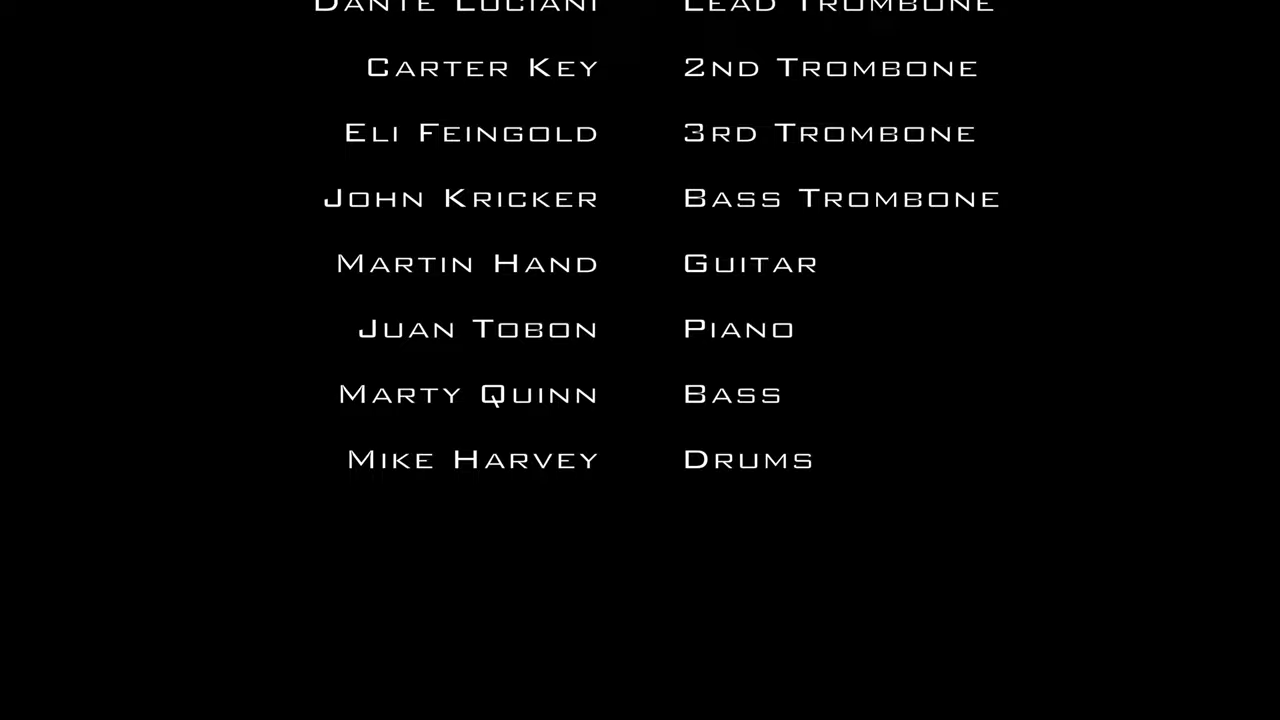 Dante Luciani Lead Trombone
Carter Key 2nd Trombone
Eli Feingold 3rd Trombone
John Kricker Bass Trombone
Martin Hand Guitar
Juan Tobon Piano
Marty Quinn Bass
Mike Harvey Drums